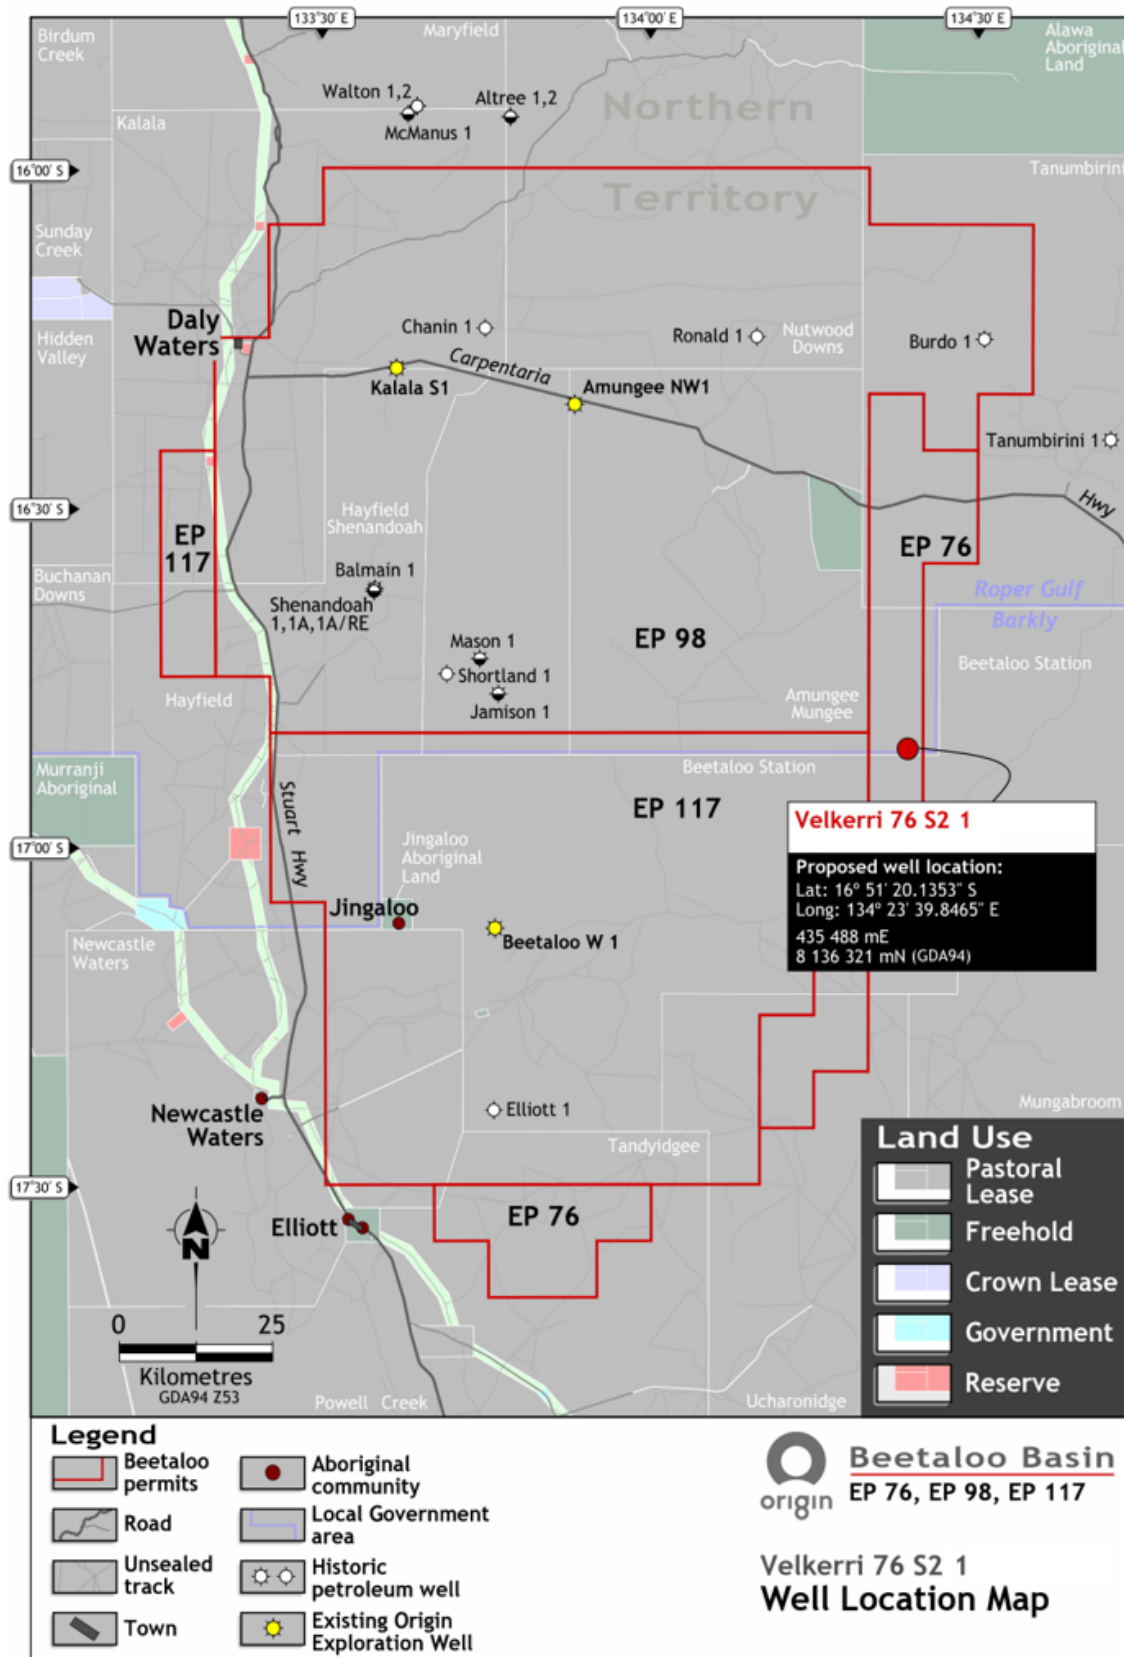 133°30' E
134°00' E
134°30' E
Birdum
Creek
Maryfield
Alawa
Aboriginal
Land
Walton 1,2
Altree 1,2
McManus 1
Northern
Territory
Kalala
16°00' S
Tanumbirini
Sunday
Creek
Hidden
Valley
Daly
Waters
Chanin 1
Ronald 1
Nutwood
Downs
Burdo 1
Carpentaria
Kalala S1
Amungee NW1
Tanumbirini 1
16°30' S
Hwy
EP
117
Hayfield
Shenandoah
EP 76
Buchanan
Downs
Balmain 1
Shenandoah
1,1A,1A/RE
Roper Gulf
Barkly
Mason 1
Shortland 1
Jamison 1
EP 98
Beetaloo Station
Hayfield
Amungee
Mungee
Murranji
Aboriginal
Beetaloo Station
Stuart Hwy
EP 117
Velkerri 76 S2 1
Proposed well location:
Lat: 16° 51' 20.1353" S
Long: 134° 23' 39.8465" E
435 488 mE
8 136 321 mN (GDA94)
17°00' S
Jingaloo
Aboriginal
Land
Jingaloo
Beetaloo W 1
Newcastle
Waters
Newcastle
Waters
Elliott 1
Mungabroom
Tandyidgee
17°30' S
Elliott
EP 76
N
0 25
Kilometres
GDA94 Z53
Powell Creek
Ucharonidge
Land Use
Pastoral
Lease
Freehold
Crown Lease
Government
Reserve
Legend
Beetaloo
permits
Road
Unsealed
track
Town
Aboriginal
community
Local Government
area
Historic
petroleum well
Existing Origin
Exploration Well
origin
Beetaloo Basin
EP 76, EP 98, EP 117
Velkerri 76 S2 1
Well Location Map